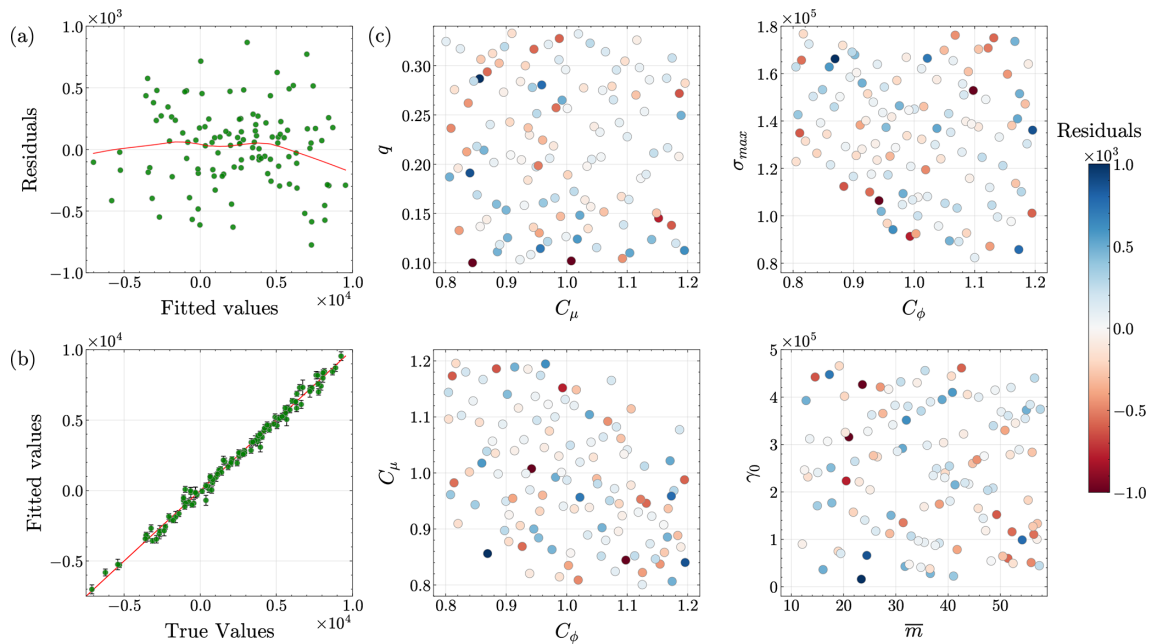 (a)
×10³
1.0
0.5
0.0
−0.5
−1.0
Residuals
−0.5 0.0 0.5 1.0
×10⁴
Fitted values
(b)
×10⁴
1.0
0.5
0.0
−0.5
Fitted values
−0.5 0.0 0.5 1.0
×10⁴
True Values
(c)
0.30
0.25
0.20
0.15
0.10
q
0.8 0.9 1.0 1.1 1.2
C_μ
×10⁵
1.8
1.6
1.4
1.2
1.0
0.8
σ_max
0.8 0.9 1.0 1.1 1.2
C_ϕ
1.2
1.1
1.0
0.9
0.8
C_μ
0.8 0.9 1.0 1.1 1.2
C_ϕ
×10⁵
5
4
3
2
1
0
γ₀
10 20 30 40 50
m̅
Residuals
×10³
1.0
0.5
0.0
−0.5
−1.0